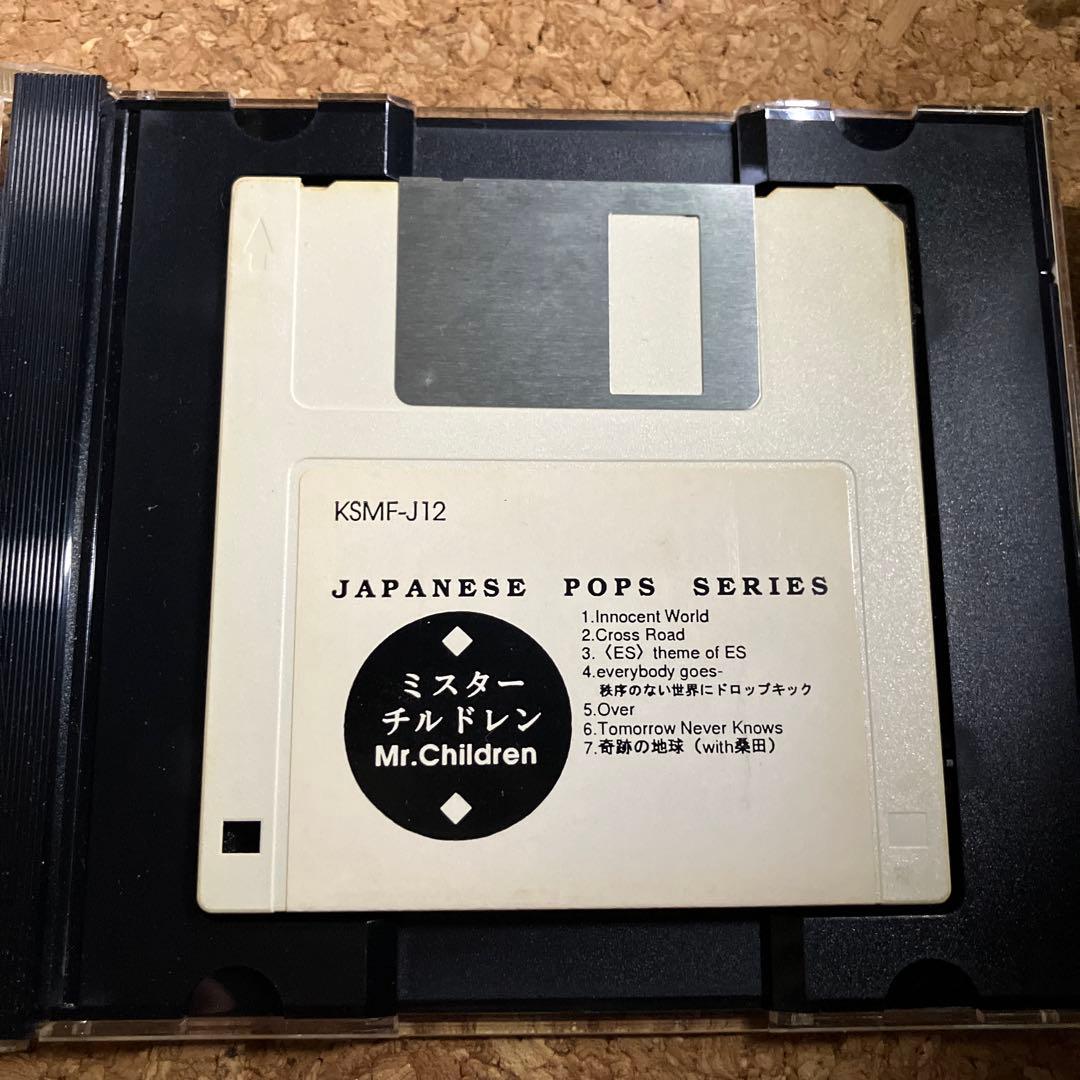 KSMF-J12
JAPANESE POPS SERIES
ミスター
チルドレン
Mr.Children
1.Innocent World
2.Cross Road
3.〈ES〉theme of ES
4.everybody goes-
秩序のない世界にドロップキック
5.Over
6.Tomorrow Never Knows
7.奇跡の地球（with桑田）